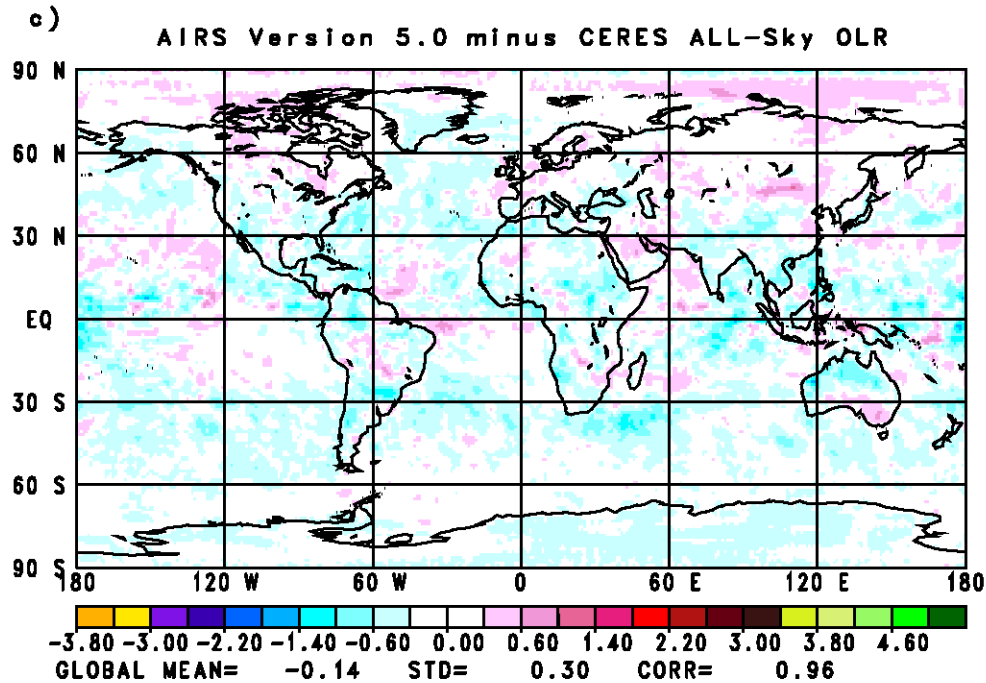 c)
AIRS Version 5.0 minus CERES ALL-Sky OLR
90 N
60 N
30 N
EQ
30 S
60 S
90 S
180 120 W 60 W 0 60 E 120 E 180
-3.80 -3.00 -2.20 -1.40 -0.60 0.00 0.60 1.40 2.20 3.00 3.80 4.60
GLOBAL MEAN= -0.14 STD= 0.30 CORR= 0.96